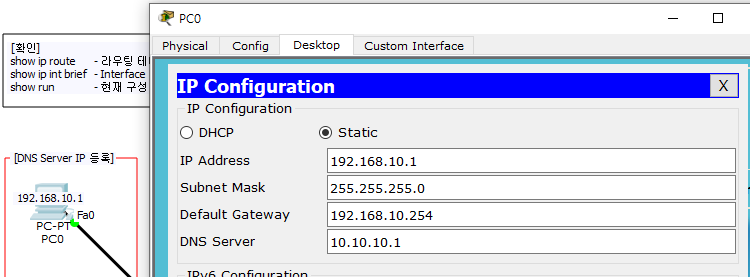 PC0
Physical Config Desktop Custom Interface
[확인]
show ip route - 라우팅
show ip int brief - Interface
show run - 현재 구성
IP Configuration X
IP Configuration
DHCP Static
IP Address 192.168.10.1
Subnet Mask 255.255.255.0
Default Gateway 192.168.10.254
DNS Server 10.10.10.1
[DNS Server IP 등록]
192.168.10.1
Fa0
PC-PT
PC0
IPv6 Configuration